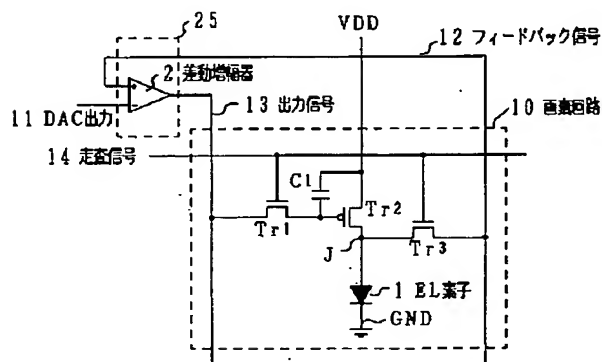 25
VDD
12 フィードバック信号
2 差動増幅器
11 DAC出力
13 出力信号
10 画素回路
14 走査信号
C1
Tr2
Tr1
J
Tr3
1 EL素子
GND